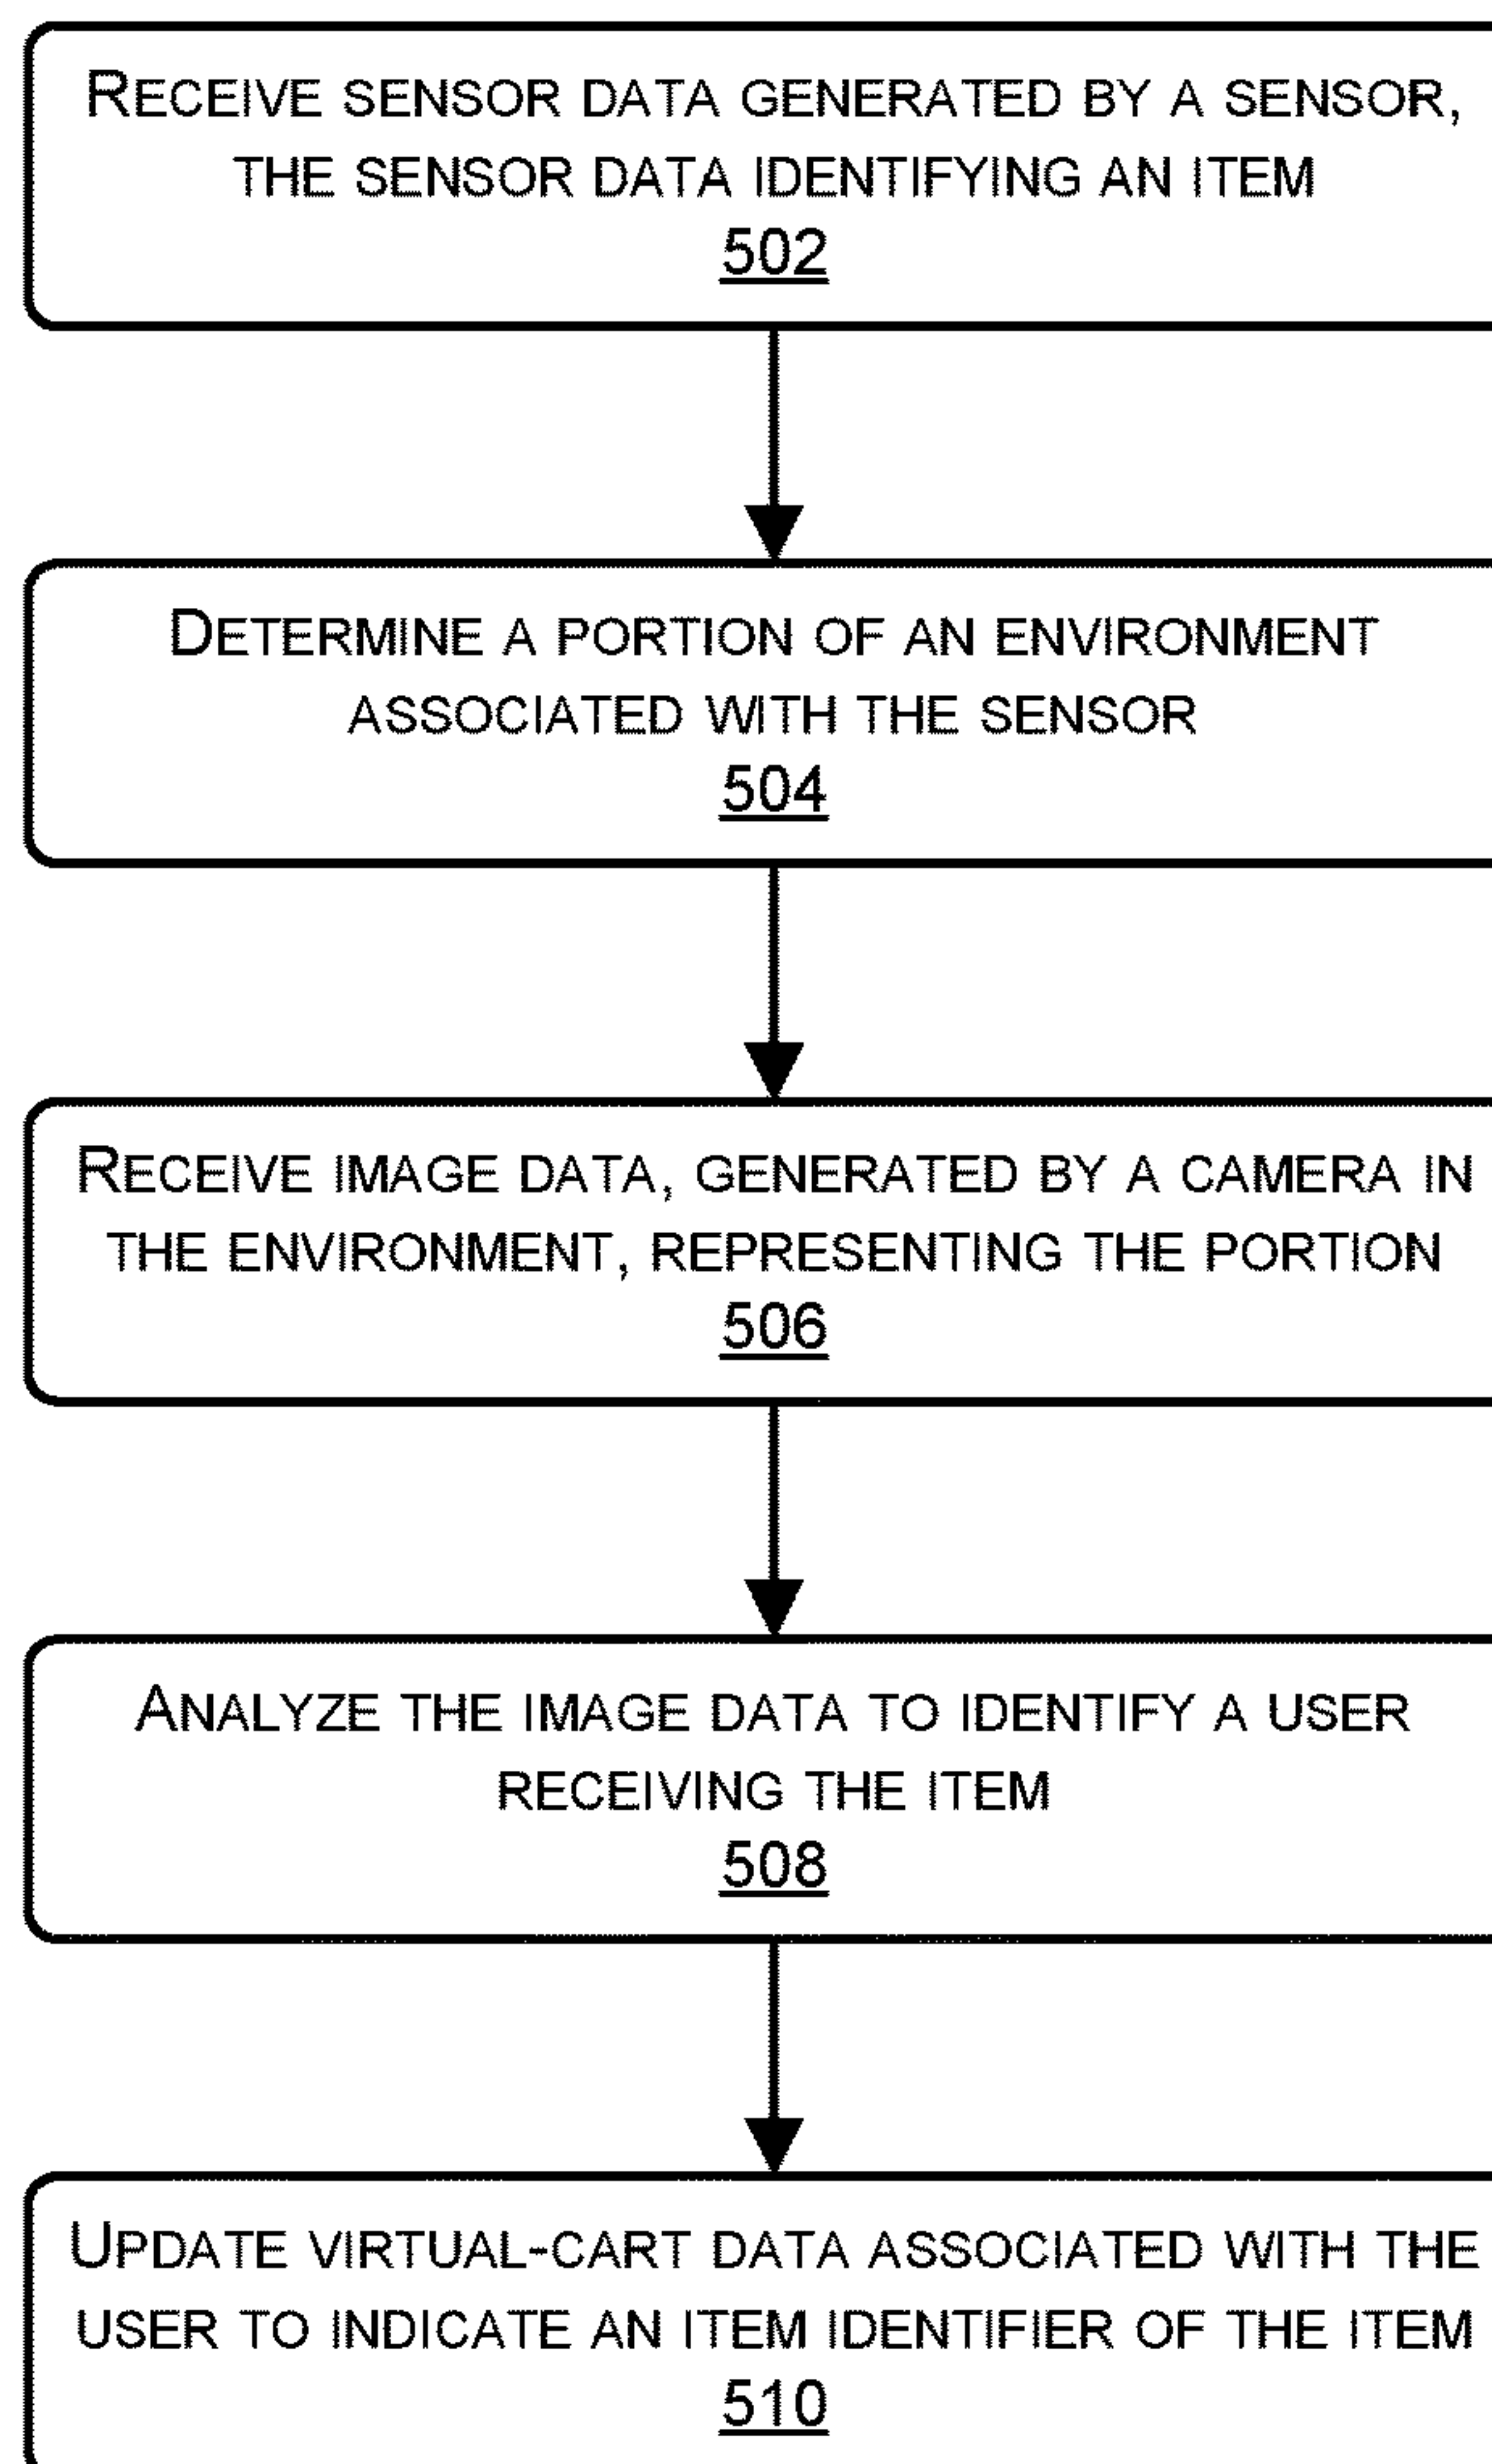 RECEIVE SENSOR DATA GENERATED BY A SENSOR,
THE SENSOR DATA IDENTIFYING AN ITEM
502
DETERMINE A PORTION OF AN ENVIRONMENT
ASSOCIATED WITH THE SENSOR
504
RECEIVE IMAGE DATA, GENERATED BY A CAMERA IN
THE ENVIRONMENT, REPRESENTING THE PORTION
506
ANALYZE THE IMAGE DATA TO IDENTIFY A USER
RECEIVING THE ITEM
508
UPDATE VIRTUAL-CART DATA ASSOCIATED WITH THE
USER TO INDICATE AN ITEM IDENTIFIER OF THE ITEM
510